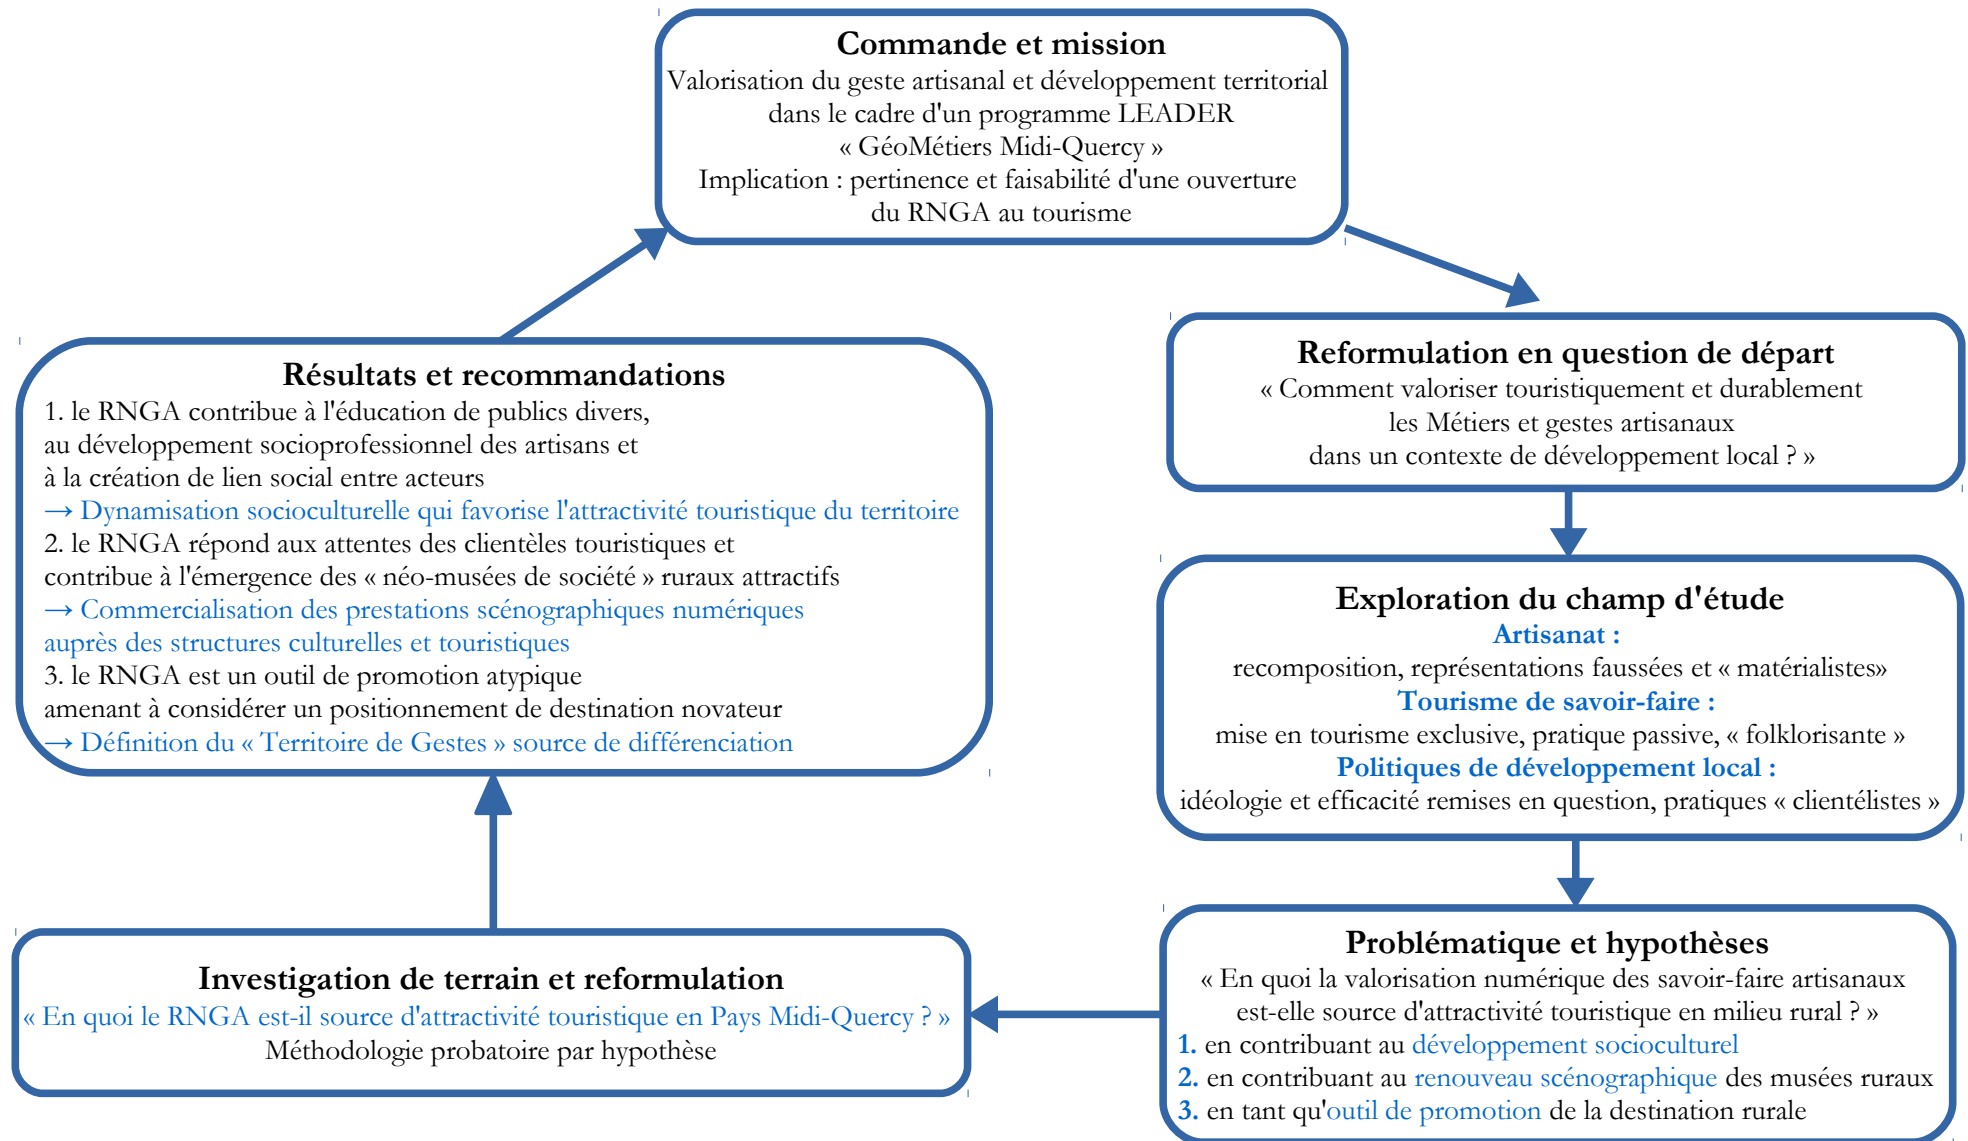 Commande et mission
Valorisation du geste artisanal et développement territorial
dans le cadre d'un programme LEADER
« GéoMétiers Midi-Quercy »
Implication : pertinence et faisabilité d'une ouverture
du RNGA au tourisme
Reformulation en question de départ
« Comment valoriser touristiquement et durablement
les Métiers et gestes artisanaux
dans un contexte de développement local ? »
Exploration du champ d'étude
Artisanat :
recomposition, représentations faussées et « matérialistes»
Tourisme de savoir-faire :
mise en tourisme exclusive, pratique passive, « folklorisante »
Politiques de développement local :
idéologie et efficacité remises en question, pratiques « clientélistes »
Problématique et hypothèses
« En quoi la valorisation numérique des savoir-faire artisanaux
est-elle source d'attractivité touristique en milieu rural ? »
1. en contribuant au développement socioculturel
2. en contribuant au renouveau scénographique des musées ruraux
3. en tant qu'outil de promotion de la destination rurale
Investigation de terrain et reformulation
« En quoi le RNGA est-il source d'attractivité touristique en Pays Midi-Quercy ? »
Méthodologie probatoire par hypothèse
Résultats et recommandations
1. le RNGA contribue à l'éducation de publics divers,
au développement socioprofessionnel des artisans et
à la création de lien social entre acteurs
→ Dynamisation socioculturelle qui favorise l'attractivité touristique du territoire
2. le RNGA répond aux attentes des clientèles touristiques et
contribue à l'émergence des « néo-musées de société » ruraux attractifs
→ Commercialisation des prestations scénographiques numériques
auprès des structures culturelles et touristiques
3. le RNGA est un outil de promotion atypique
amenant à considérer un positionnement de destination novateur
→ Définition du « Territoire de Gestes » source de différenciation